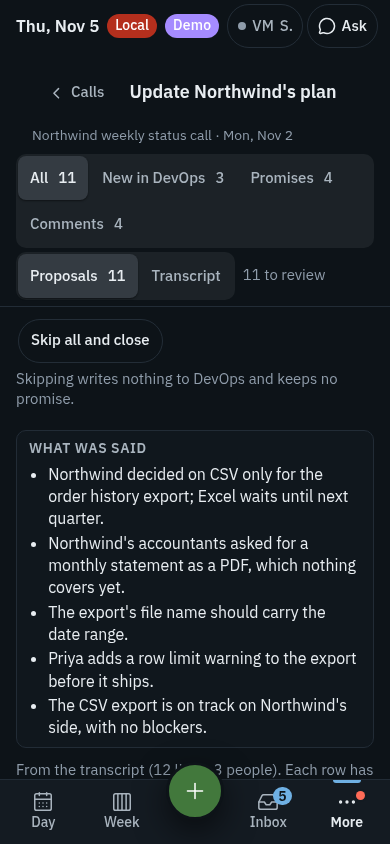 Thu, Nov 5 Local Demo VM S. Ask
Calls Update Northwind's plan
Northwind weekly status call · Mon, Nov 2
All 11 New in DevOps 3 Promises 4
Comments 4
Proposals 11 Transcript 11 to review
Skip all and close
Skipping writes nothing to DevOps and keeps no
promise.
WHAT WAS SAID
• Northwind decided on CSV only for the
order history export; Excel waits until next
quarter.
• Northwind's accountants asked for a
monthly statement as a PDF, which nothing
covers yet.
• The export's file name should carry the
date range.
• Priya adds a row limit warning to the export
before it ships.
• The CSV export is on track on Northwind's
side, with no blockers.
From the transcript (12 3 people). Each row has
Day Week Inbox 5 More